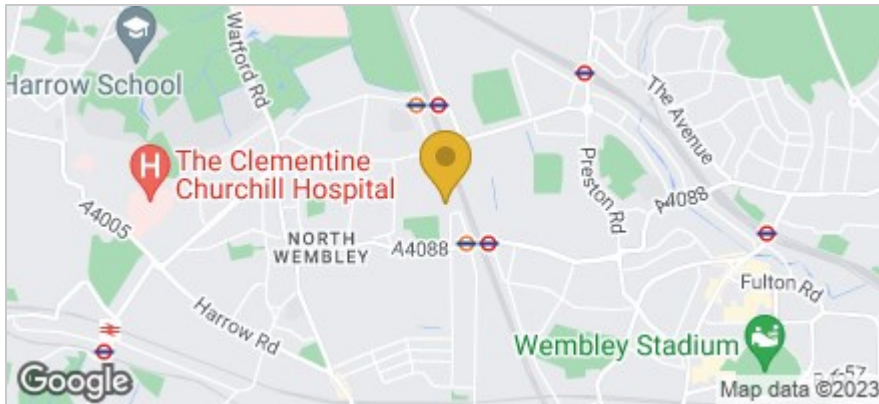 Harrow School
Watford Rd
The Avenue
The Clementine
Churchill Hospital
Preston Rd
A4088
A4005
NORTH
WEMBLEY
A4088
Fulton Rd
Harrow Rd
Wembley Stadium
Google
Map data ©2023